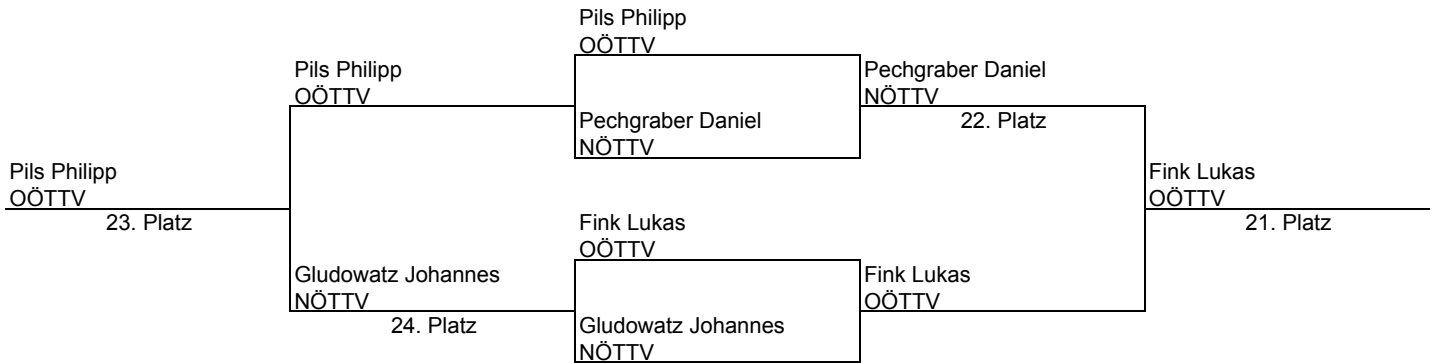 Pils Philipp
OÖTTV
Pils Philipp
OÖTTV
Pechgraber Daniel
NÖTTV
22. Platz
Pechgraber Daniel
NÖTTV
Pils Philipp
OÖTTV
23. Platz
Fink Lukas
OÖTTV
21. Platz
Fink Lukas
OÖTTV
Gludowatz Johannes
NÖTTV
24. Platz
Fink Lukas
OÖTTV
Gludowatz Johannes
NÖTTV